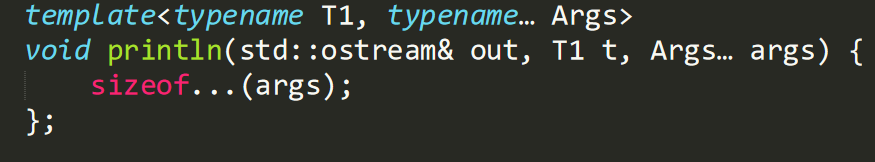 template<typename T1, typename… Args>
void println(std::ostream& out, T1 t, Args… args) {
sizeof...(args);
};